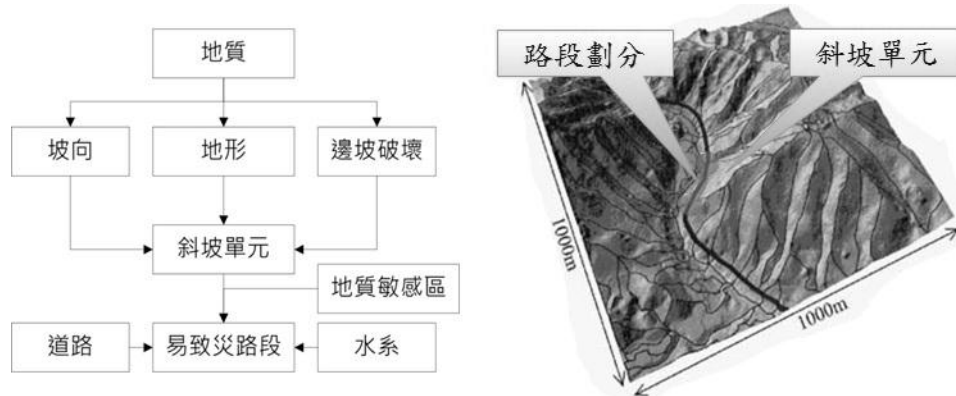 地質
坡向
地形
邊坡破壞
斜坡單元
地質敏感區
道路
易致災路段
水系
路段劃分
斜坡單元
1000m
1000m